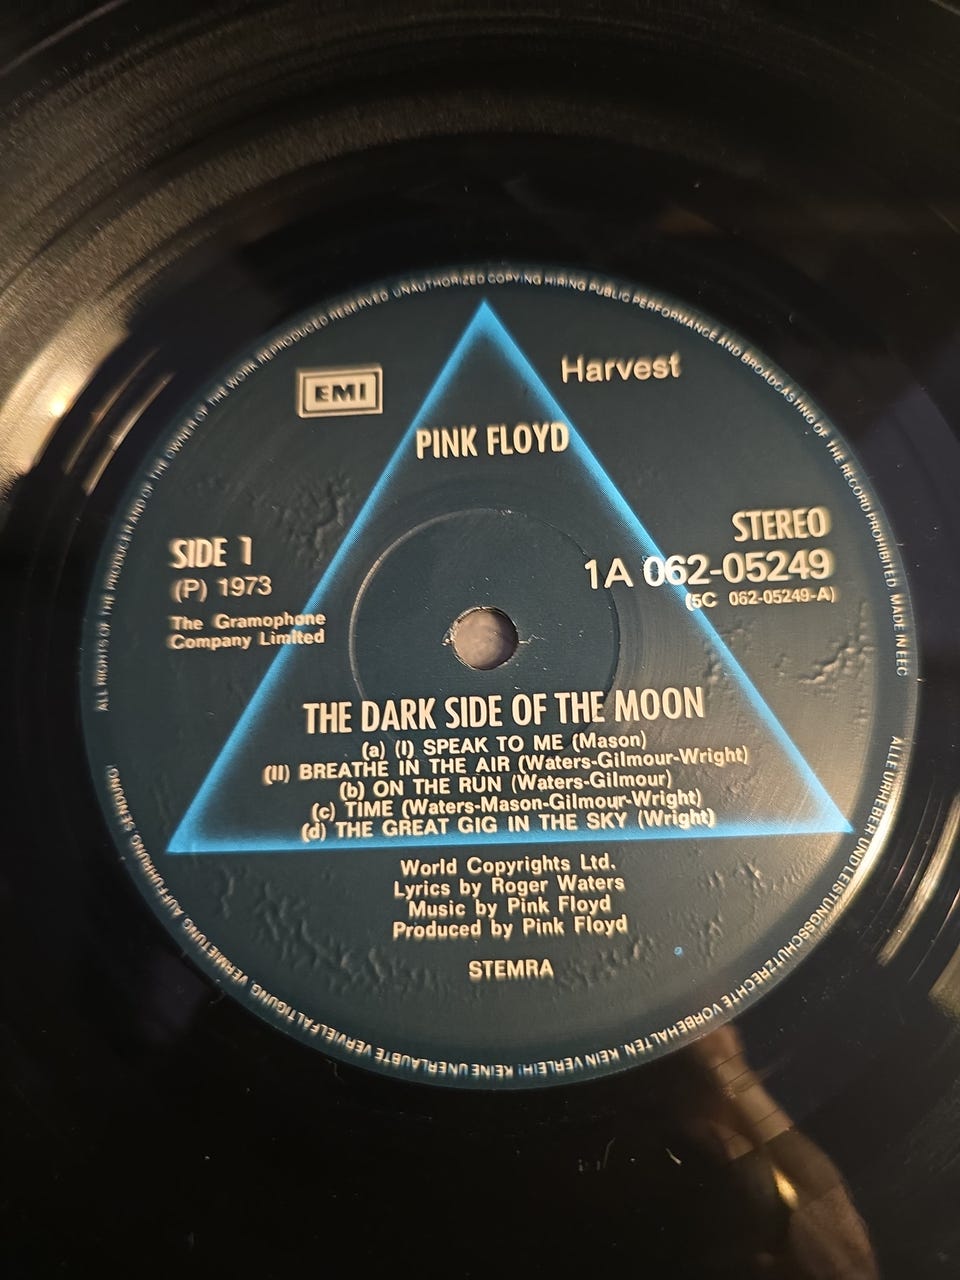 ALL RIGHTS OF THE PRODUCER AND OF THE OWNER OF THE WORK REPRODUCED RESERVED UNAUTHORIZED COPYING HIRING PUBLIC PERFORMANCE AND BROADCASTING OF THE RECORD PROHIBITED. MADE IN EEC
EMI
Harvest
PINK FLOYD
SIDE 1
(P) 1973
The Gramophone
Company Limited
STEREO
1A 062-05249
(5C 062-05249-A)
THE DARK SIDE OF THE MOON
(a) (I) SPEAK TO ME (Mason)
(II) BREATHE IN THE AIR (Waters-Gilmour-Wright)
(b) ON THE RUN (Waters-Gilmour)
(c) TIME (Waters-Mason-Gilmour-Wright)
(d) THE GREAT GIG IN THE SKY (Wright)
World Copyrights Ltd.
Lyrics by Roger Waters
Music by Pink Floyd
Produced by Pink Floyd
STEMRA
ALLE URHEBER UND LEISTUNGSSCHUTZRECHTE VORBEHALTEN. KEIN VERLEIH! KEINE UNERLAUBTE VERVIELFALTIGUNG, VERMIETUNG, AUFFUHRUNG, SENDUNG!